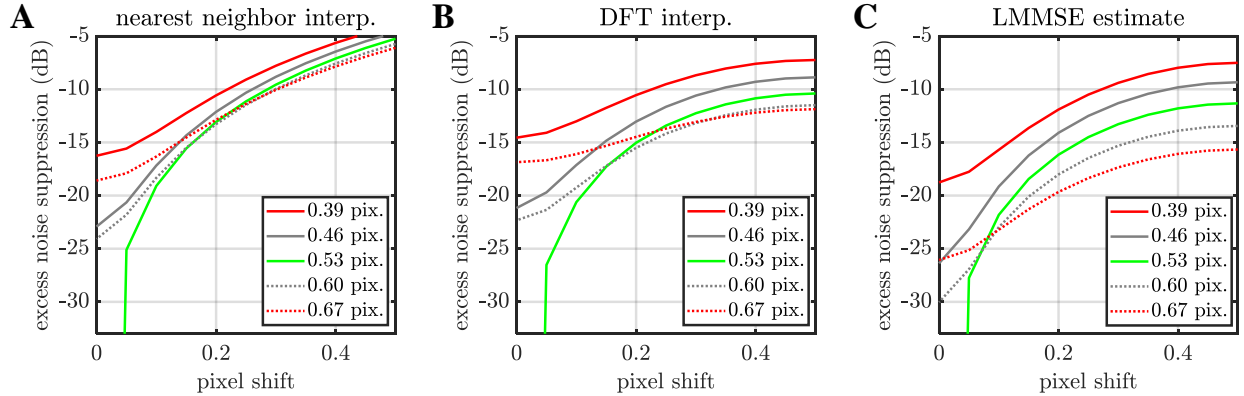 A
nearest neighbor interp.
excess noise suppression (dB)
-5
-10
-15
-20
-25
-30
0
0.2
0.4
pixel shift
0.39 pix.
0.46 pix.
0.53 pix.
0.60 pix.
0.67 pix.
B
DFT interp.
excess noise suppression (dB)
-5
-10
-15
-20
-25
-30
0
0.2
0.4
pixel shift
0.39 pix.
0.46 pix.
0.53 pix.
0.60 pix.
0.67 pix.
C
LMMSE estimate
excess noise suppression (dB)
-5
-10
-15
-20
-25
-30
0
0.2
0.4
pixel shift
0.39 pix.
0.46 pix.
0.53 pix.
0.60 pix.
0.67 pix.